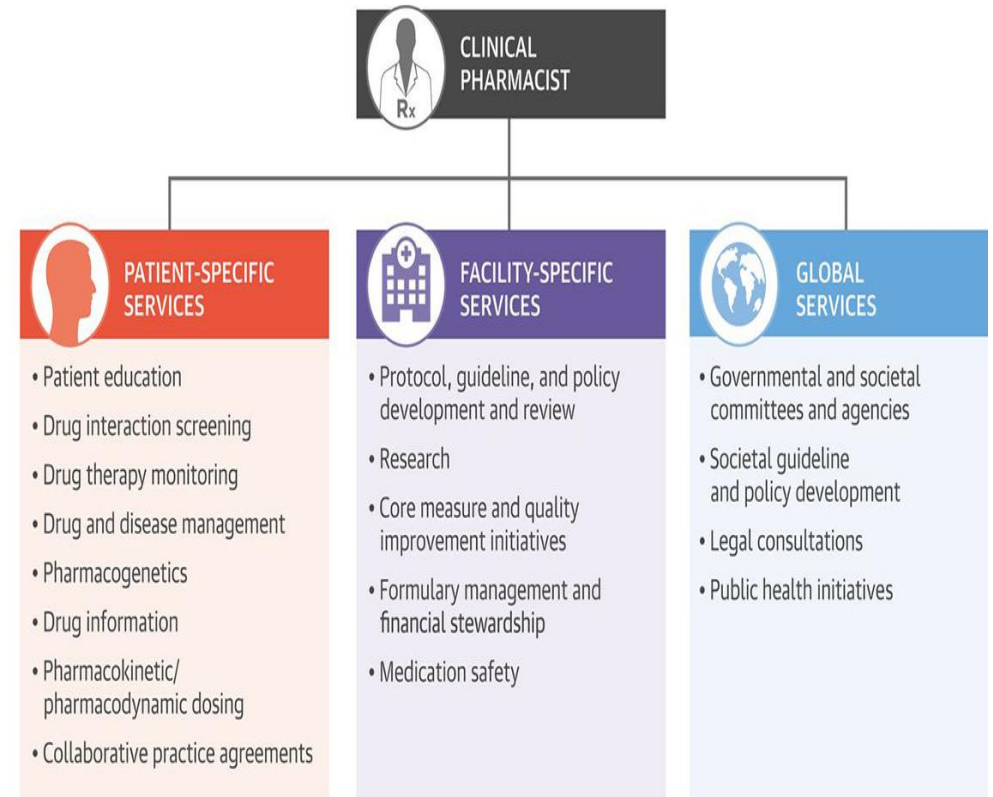 CLINICAL
PHARMACIST
Rx
PATIENT-SPECIFIC
SERVICES
• Patient education
• Drug interaction screening
• Drug therapy monitoring
• Drug and disease management
• Pharmacogenetics
• Drug information
• Pharmacokinetic/
pharmacodynamic dosing
• Collaborative practice agreements
FACILITY-SPECIFIC
SERVICES
• Protocol, guideline, and policy
development and review
• Research
• Core measure and quality
improvement initiatives
• Formulary management and
financial stewardship
• Medication safety
GLOBAL
SERVICES
• Governmental and societal
committees and agencies
• Societal guideline
and policy development
• Legal consultations
• Public health initiatives